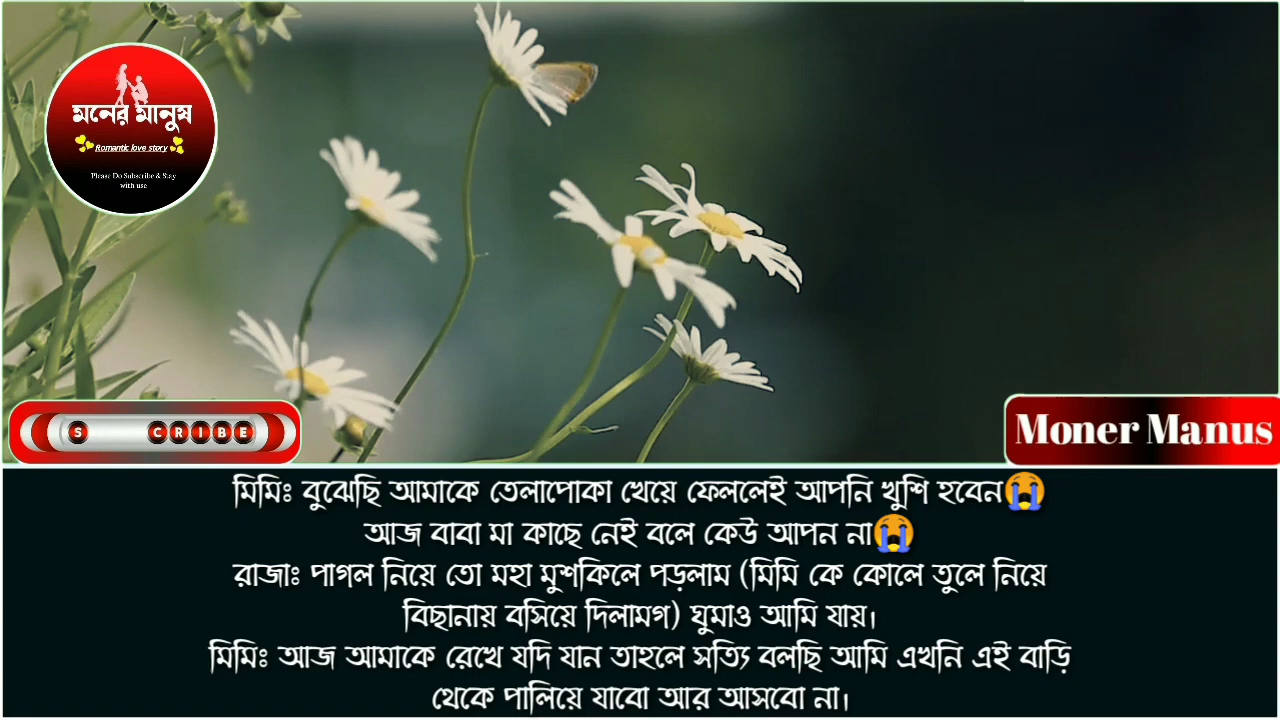 মনের মানুষ
Romantic love story
Please Do Subscribe & Stay
with use
S CRIBE
Moner Manus
মিমিঃ বুঝেছি আমাকে তেলাপোকা খেয়ে ফেললেই আপনি খুশি হবেন😭
আজ বাবা মা কাছে নেই বলে কেউ আপন না😭
রাজাঃ পাগল নিয়ে তো মহা মুশকিলে পড়লাম (মিমি কে কোলে তুলে নিয়ে
বিছানায় বসিয়ে দিলামগ) ঘুমাও আমি যায়।
মিমিঃ আজ আমাকে রেখে যদি যান তাহলে সত্যি বলছি আমি এখনি এই বাড়ি
থেকে পালিয়ে যাবো আর আসবো না।